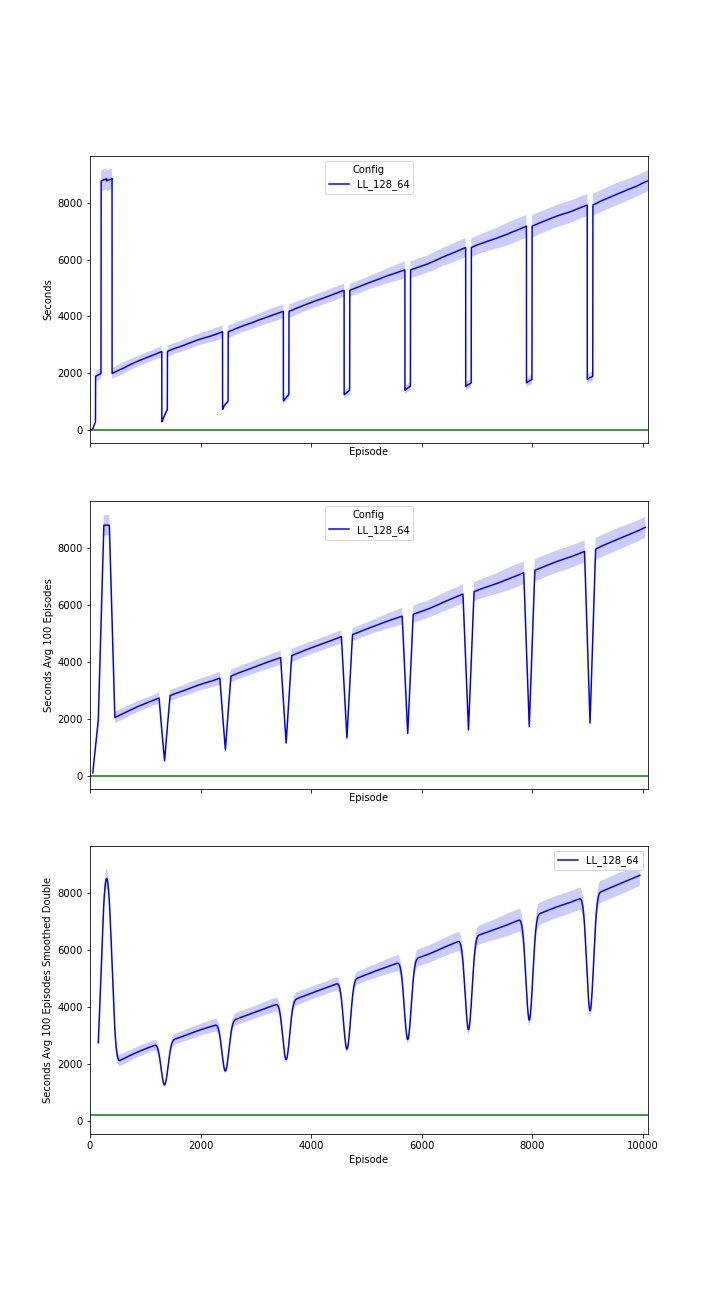 Config
LL_128_64
8000
6000
4000
2000
0
Seconds
Episode
Config
LL_128_64
8000
6000
4000
2000
0
Seconds Avg 100 Episodes
Episode
LL_128_64
8000
6000
4000
2000
0
Seconds Avg 100 Episodes Smoothed Double
0 2000 4000 6000 8000 10000
Episode